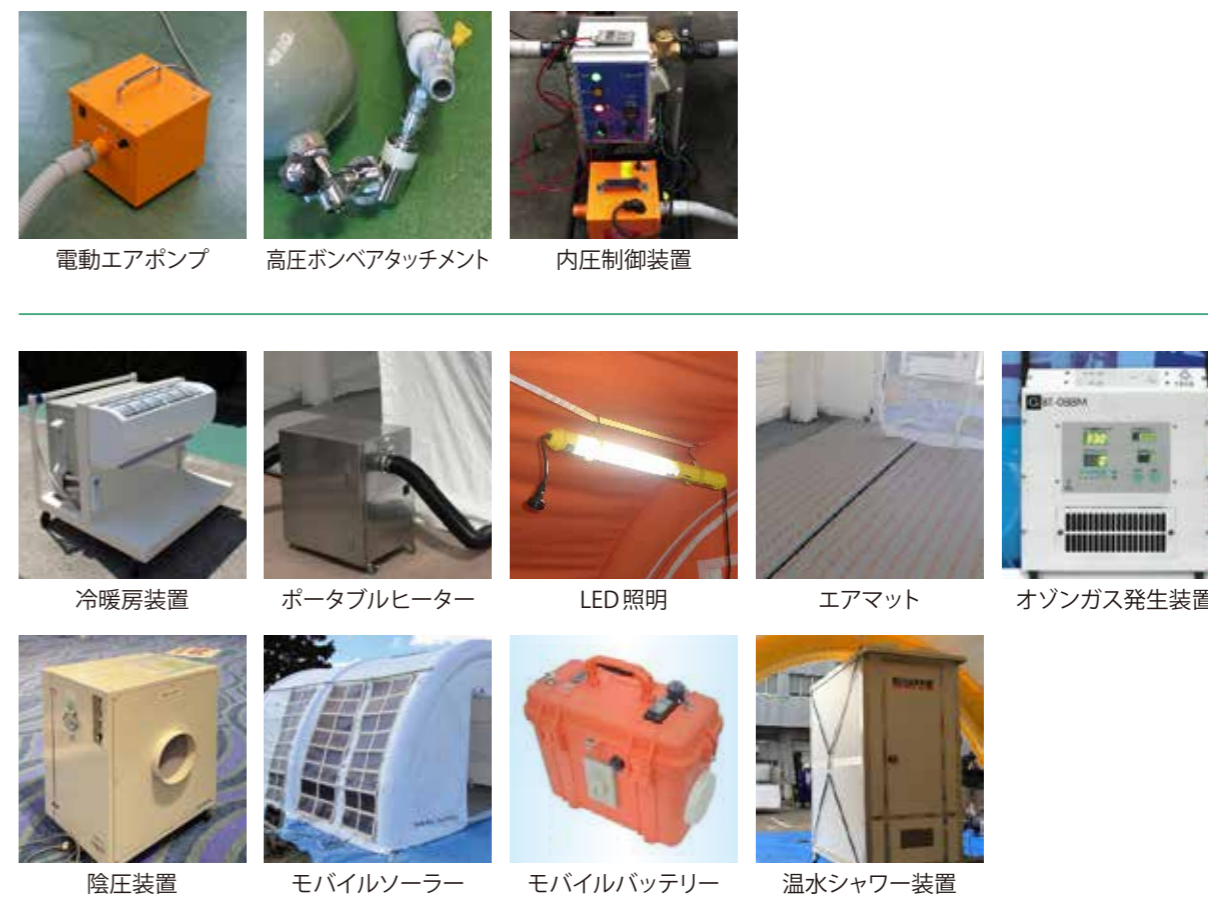 電動エアポンプ
高圧ボンベアタッチメント
内圧制御装置
BT-088M
冷暖房装置
ポータブルヒーター
LED照明
エアマット
オゾンガス発生装置
陰圧装置
モバイルソーラー
モバイルバッテリー
温水シャワー装置